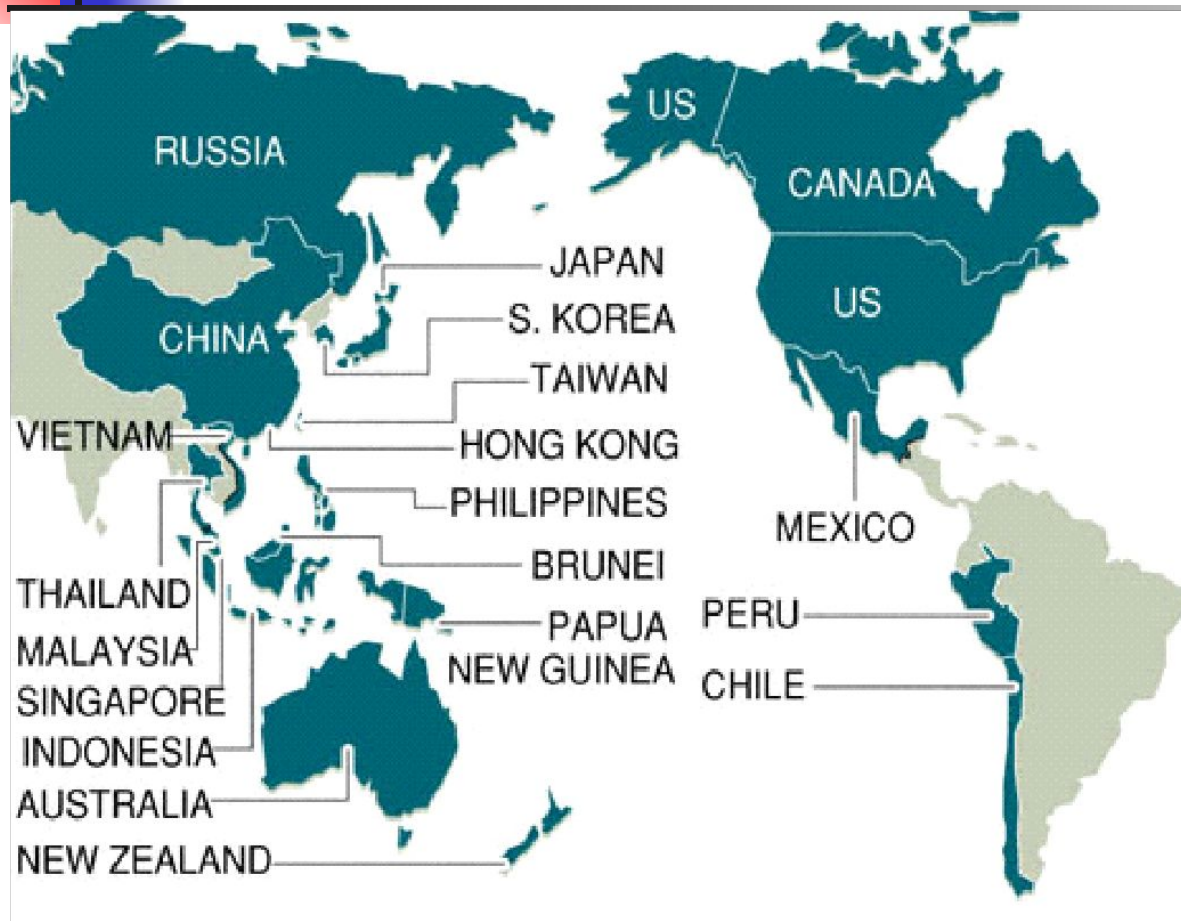 US
RUSSIA
CANADA
JAPAN
US
S. KOREA
CHINA
TAIWAN
VIETNAM
HONG KONG
PHILIPPINES
MEXICO
BRUNEI
THAILAND
PERU
PAPUA
NEW GUINEA
MALAYSIA
CHILE
SINGAPORE
INDONESIA
AUSTRALIA
NEW ZEALAND